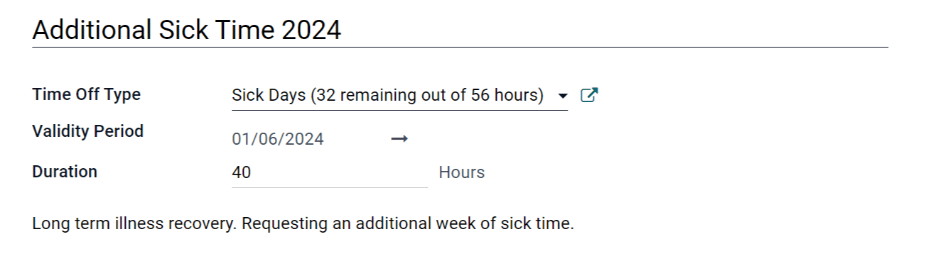 Additional Sick Time 2024
Time Off Type Sick Days (32 remaining out of 56 hours)
Validity Period 01/06/2024 →
Duration 40 Hours
Long term illness recovery. Requesting an additional week of sick time.